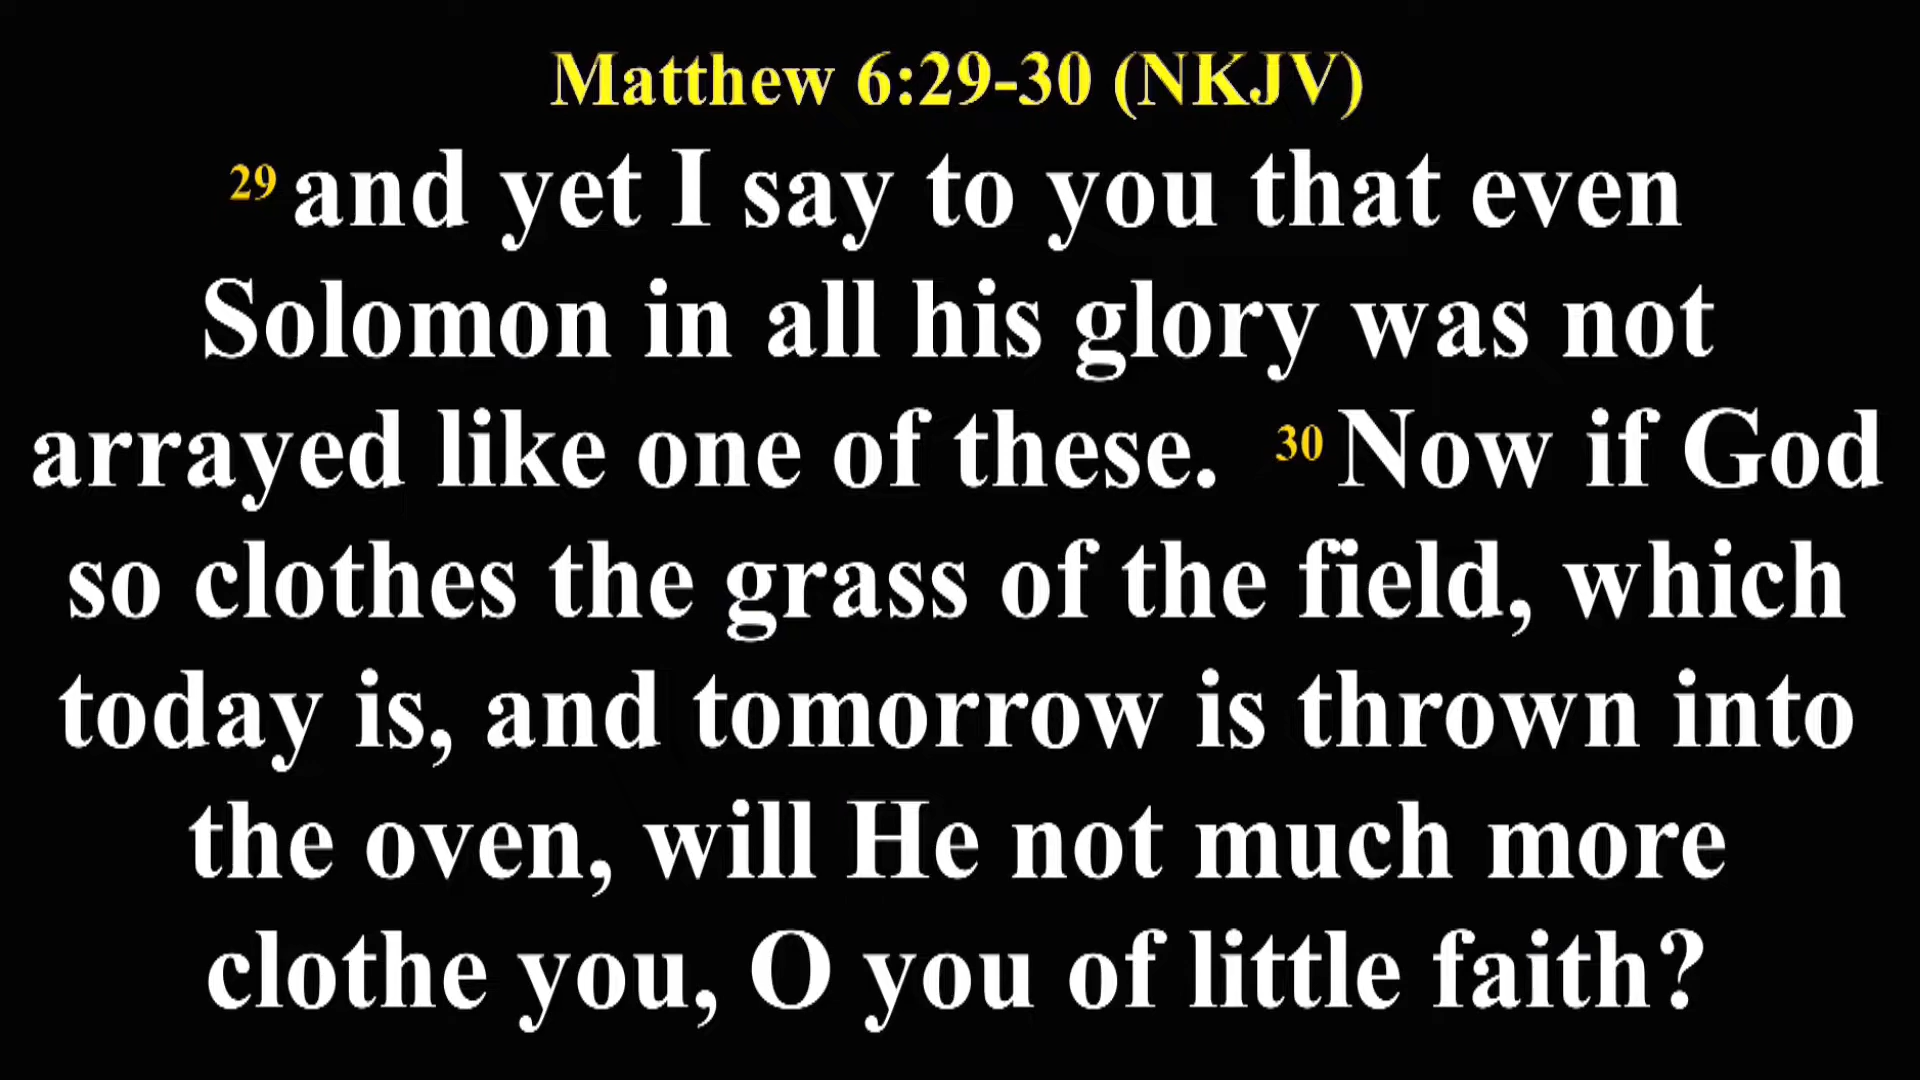 Matthew 6:29-30 (NKJV)
29 and yet I say to you that even
Solomon in all his glory was not
arrayed like one of these. 30 Now if God
so clothes the grass of the field, which
today is, and tomorrow is thrown into
the oven, will He not much more
clothe you, O you of little faith?